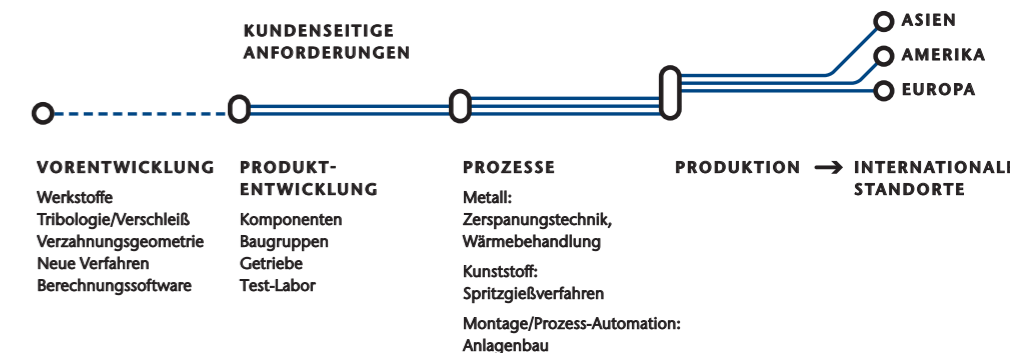 KUNDENSEITIGE
ANFORDERUNGEN
ASIEN
AMERIKA
EUROPA
VORENTWICKLUNG
Werkstoffe
Tribologie/Verschleiß
Verzahnungsgeometrie
Neue Verfahren
Berechnungssoftware
PRODUKT-
ENTWICKLUNG
Komponenten
Baugruppen
Getriebe
Test-Labor
PROZESSE
Metall:
Zerspanungstechnik,
Wärmebehandlung
Kunststoff:
Spritzgießverfahren
Montage/Prozess-Automation:
Anlagenbau
PRODUKTION → INTERNATIONALE
STANDORTE